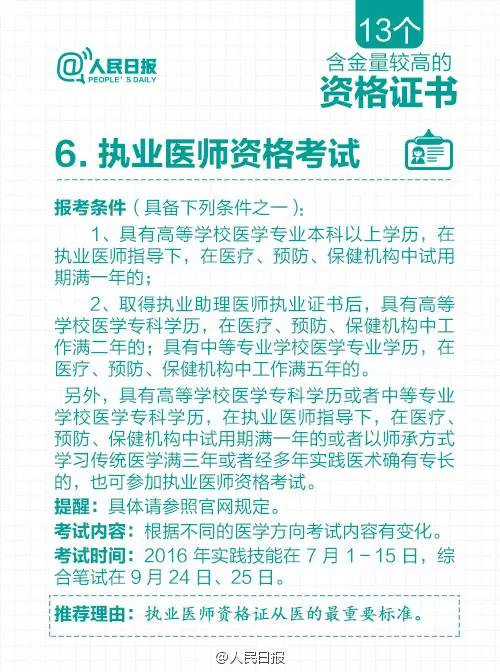 13个
@人民日报
PEOPLE'S DAILY
含金量较高的
资格证书
6. 执业医师资格考试
报考条件（具备下列条件之一）：
1、具有高等学校医学专业本科以上学历，在
执业医师指导下，在医疗、预防、保健机构中试用
期满一年的；
2、取得执业助理医师执业证书后，具有高等
学校医学专科学历，在医疗、预防、保健机构中工
作满二年的；具有中等专业学校医学专业学历，在
医疗、预防、保健机构中工作满五年的。
另外，具有高等学校医学专科学历或者中等专业
学校医学专科学历，在执业医师指导下，在医疗、
预防、保健机构中试用期满一年的或者以师承方式
学习传统医学满三年或者经多年实践医术确有专长
的，也可参加执业医师资格考试。
提醒：具体请参照官网规定。
考试内容：根据不同的医学方向考试内容有变化。
考试时间：2016 年实践技能在 7 月 1－15 日，综
合笔试在 9 月 24 日、25 日。
推荐理由：执业医师资格证从医的最重要标准。
@人民日报